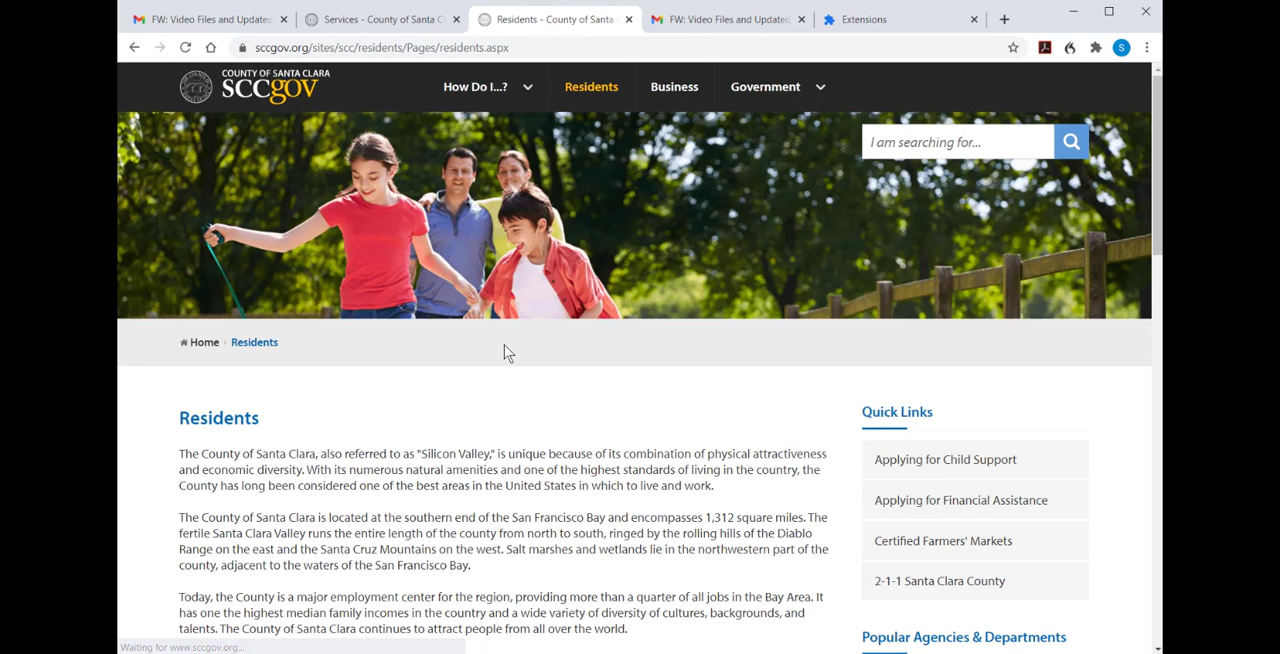 FW: Video Files and Updated
Services - County of Santa C
Residents - County of Santa
FW: Video Files and Updated
Extensions
sccgov.org/sites/scc/residents/Pages/residents.aspx
S
COUNTY OF SANTA CLARA
SCCGOV
How Do I...?
Residents
Business
Government
I am searching for...
Home
Residents
Residents
The County of Santa Clara, also referred to as "Silicon Valley," is unique because of its combination of physical attractiveness
and economic diversity. With its numerous natural amenities and one of the highest standards of living in the country, the
County has long been considered one of the best areas in the United States in which to live and work.
The County of Santa Clara is located at the southern end of the San Francisco Bay and encompasses 1,312 square miles. The
fertile Santa Clara Valley runs the entire length of the county from north to south, ringed by the rolling hills of the Diablo
Range on the east and the Santa Cruz Mountains on the west. Salt marshes and wetlands lie in the northwestern part of the
county, adjacent to the waters of the San Francisco Bay.
Today, the County is a major employment center for the region, providing more than a quarter of all jobs in the Bay Area. It
has one the highest median family incomes in the country and a wide variety of diversity of cultures, backgrounds, and
talents. The County of Santa Clara continues to attract people from all over the world.
Quick Links
Applying for Child Support
Applying for Financial Assistance
Certified Farmers' Markets
2-1-1 Santa Clara County
Popular Agencies & Departments
Waiting for www.sccgov.org...